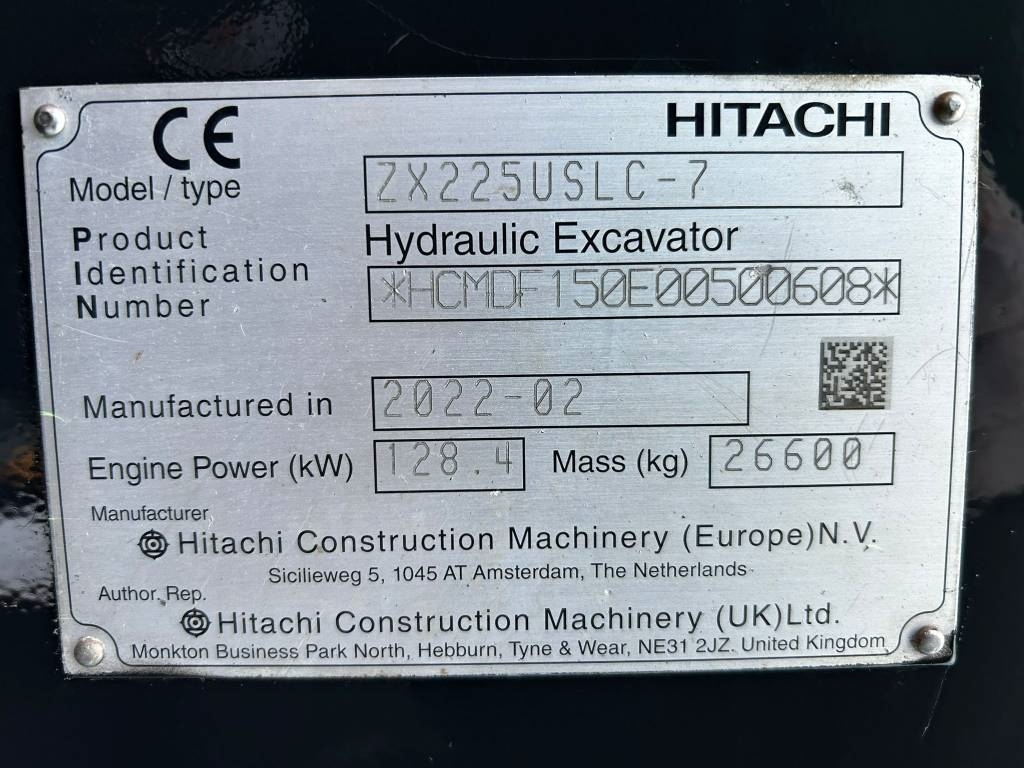 CE
HITACHI
Model / type ZX225USLC-7
Product Hydraulic Excavator
Identification
Number *HCMDF150E00500608*
Manufactured in 2022-02
Engine Power (kW) 128.4 Mass (kg) 26600
Manufacturer
Hitachi Construction Machinery (Europe)N.V.
Sicilieweg 5, 1045 AT Amsterdam, The Netherlands
Author. Rep.
Hitachi Construction Machinery (UK)Ltd.
Monkton Business Park North, Hebburn, Tyne & Wear, NE31 2JZ. United Kingdom